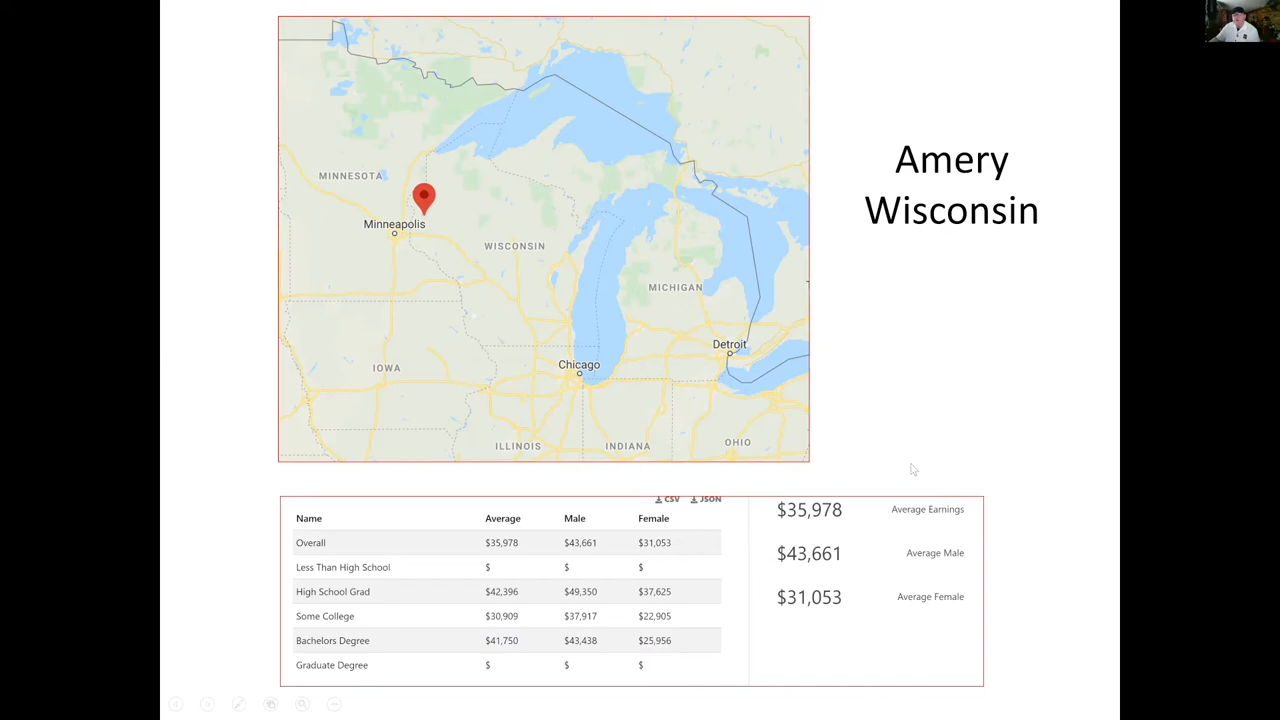 Amery
Wisconsin
MINNESOTA
Minneapolis
WISCONSIN
MICHIGAN
Detroit
Chicago
IOWA
ILLINOIS
INDIANA
OHIO
CSV JSON
Name Average Male Female
Overall $35,978 $43,661 $31,053
Less Than High School $ $ $
High School Grad $42,396 $49,350 $37,625
Some College $30,909 $37,917 $22,905
Bachelors Degree $41,750 $43,438 $25,956
Graduate Degree $ $ $
$35,978 Average Earnings
$43,661 Average Male
$31,053 Average Female